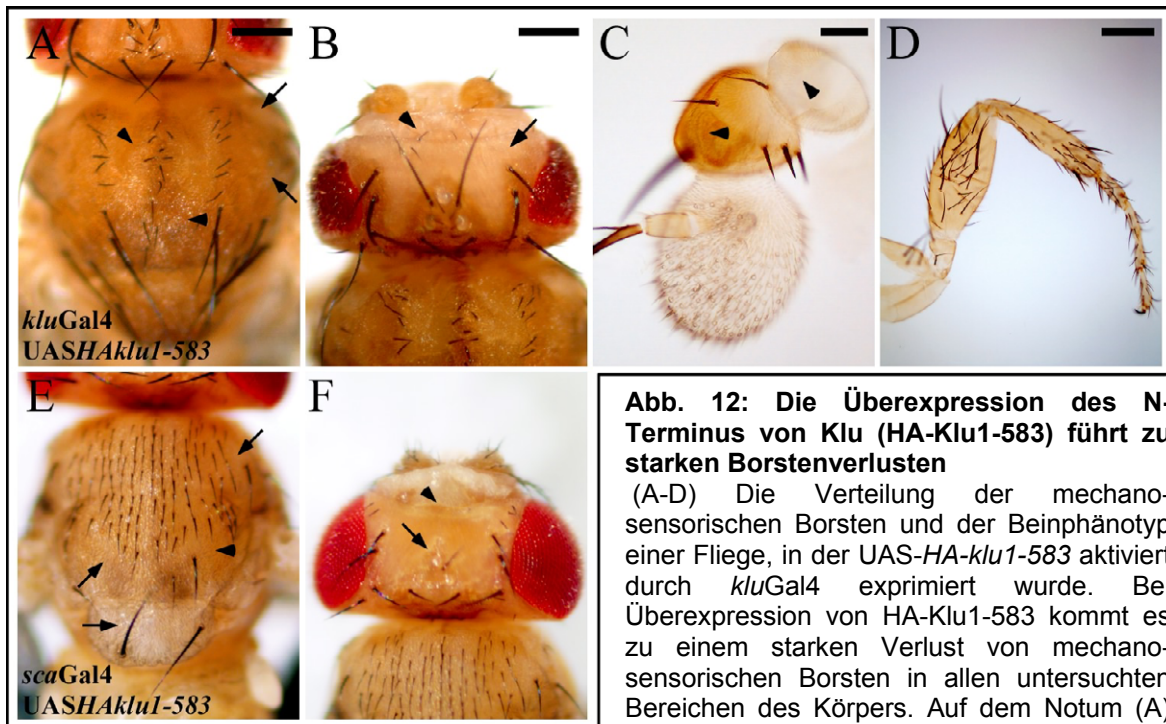 A
B
C
D
kluGal4
UASHAklu1-583
E
F
scaGal4
UASHAklu1-583
Abb. 12: Die Überexpression des N-
Terminus von Klu (HA-Klu1-583) führt zu
starken Borstenverlusten
(A-D) Die Verteilung der mechano-
sensorischen Borsten und der Beinphänotyp
einer Fliege, in der UAS-HA-klu1-583 aktiviert
durch kluGal4 exprimiert wurde. Be
Überexpression von HA-Klu1-583 kommt es
zu einem starken Verlust von mechano-
sensorischen Borsten in allen untersuchten
Bereichen des Körpers. Auf dem Notum (A)